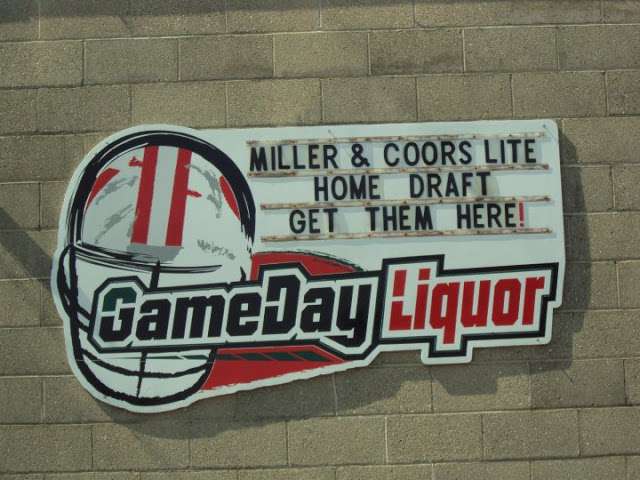 MILLER & COORS LITE
HOME DRAFT
GET THEM HERE!
GameDay Liquor